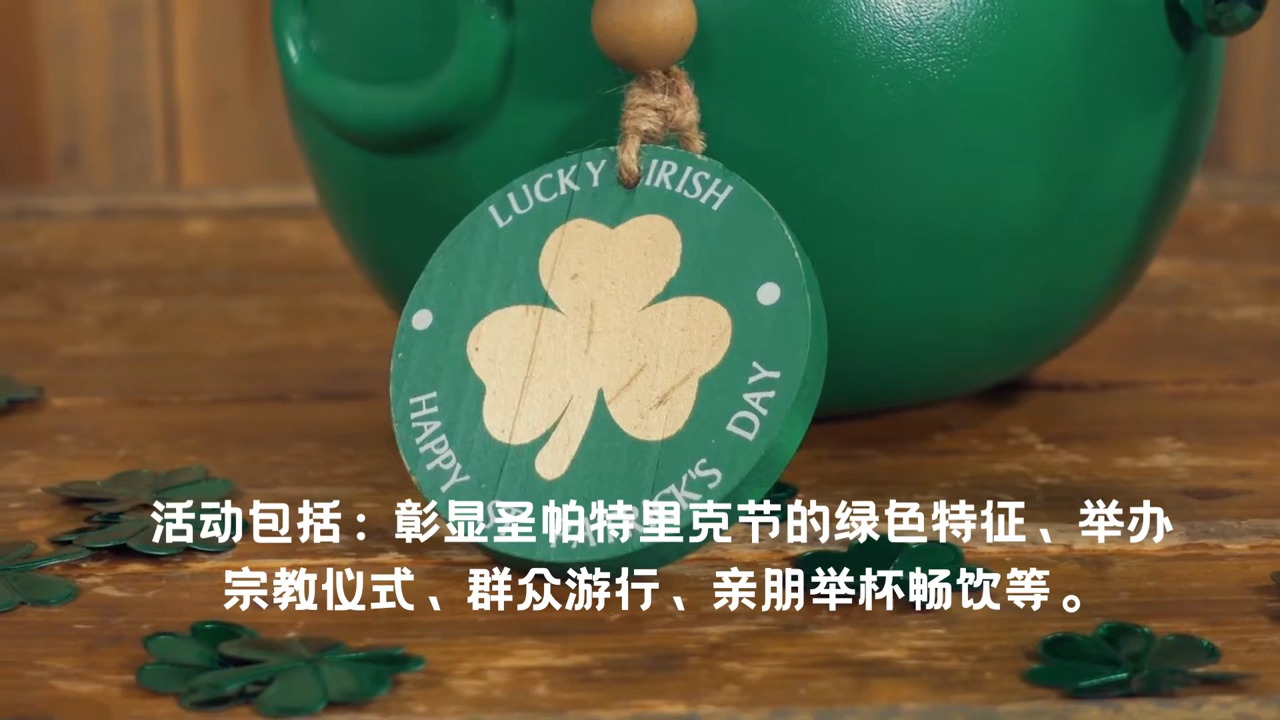 LUCKY IRISH
HAPPY
PATRICK'S DAY
活动包括：彰显圣帕特里克节的绿色特征、举办
宗教仪式、群众游行、亲朋举杯畅饮等。